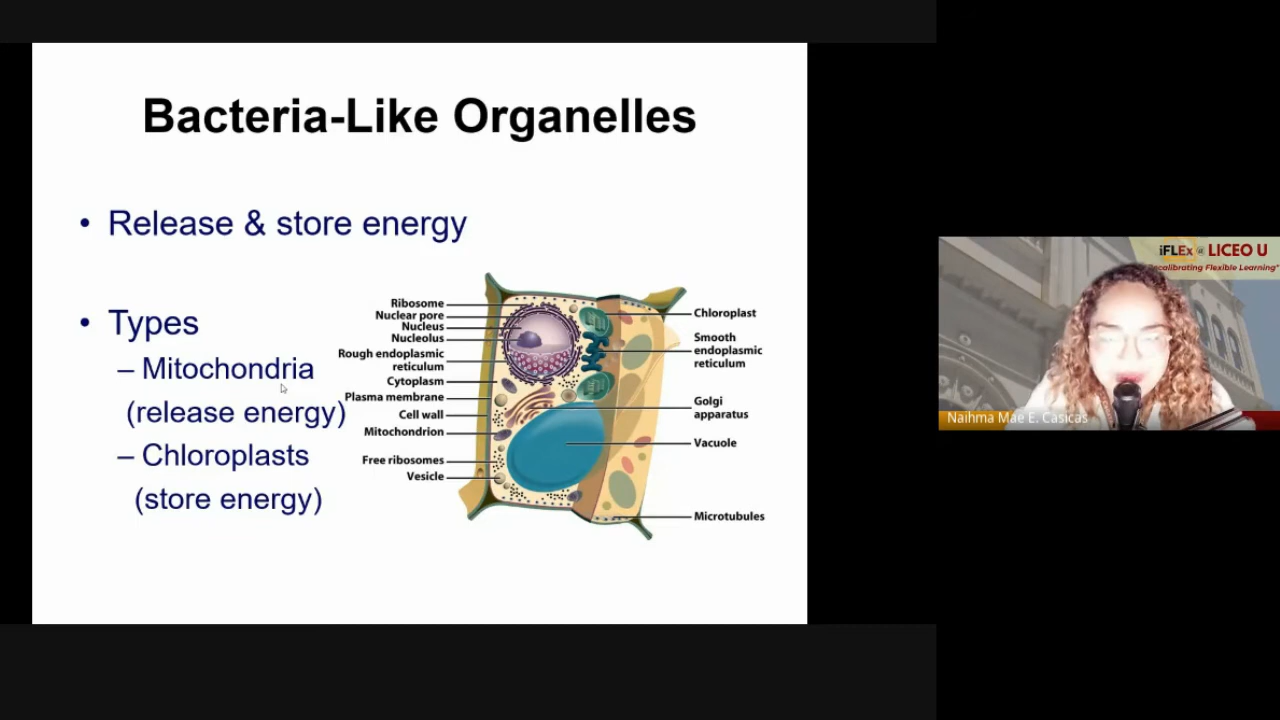 Bacteria-Like Organelles
• Release & store energy
• Types
– Mitochondria
(release energy)
– Chloroplasts
(store energy)
Ribosome
Nuclear pore
Nucleus
Nucleolus
Rough endoplasmic
reticulum
Cytoplasm
Plasma membrane
Cell wall
Mitochondrion
Free ribosomes
Vesicle
Chloroplast
Smooth
endoplasmic
reticulum
Golgi
apparatus
Vacuole
Microtubules
iFLEx @ LICEO U
"Recalibrating Flexible Learning"
Naihma Mae E. Casicas